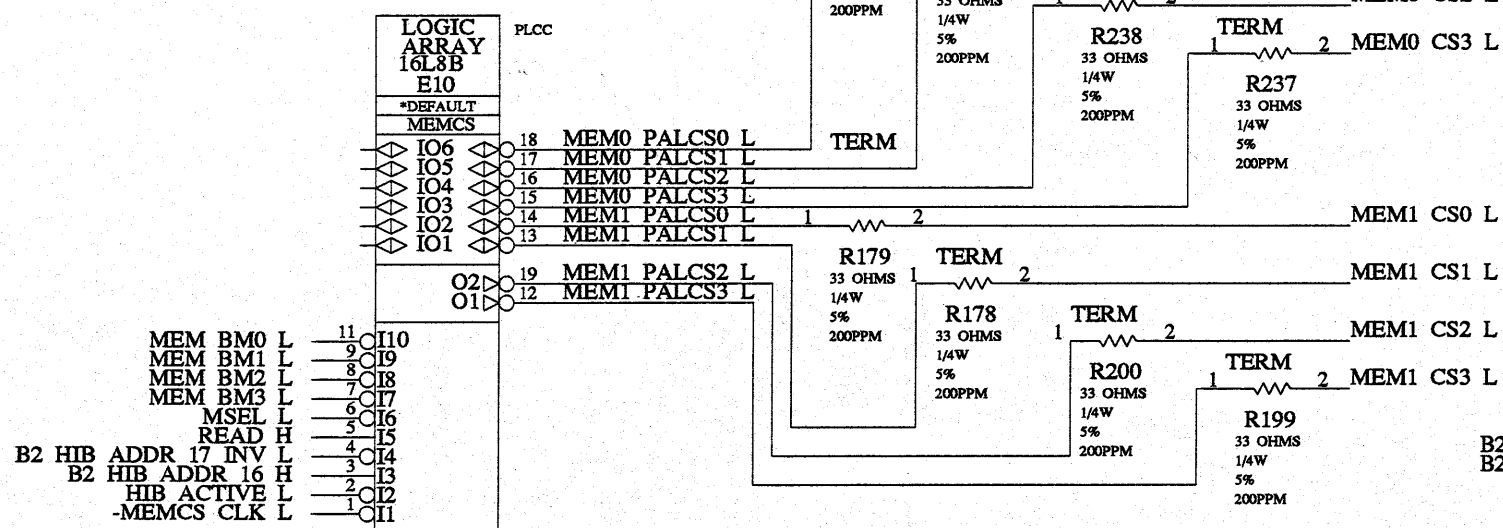 200PPM
33 OHMS
1/4W
5%
200PPM
1 2
R238
33 OHMS
1/4W
5%
200PPM
TERM
1 2 MEM0 CS3 L
R237
33 OHMS
1/4W
5%
200PPM
LOGIC
ARRAY
16L8B
E10
PLCC
*DEFAULT
MEMCS
IO6 18 MEM0 PALCS0 L
IO5 17 MEM0 PALCS1 L
IO4 16 MEM0 PALCS2 L
IO3 15 MEM0 PALCS3 L
IO2 14 MEM1 PALCS0 L
IO1 13 MEM1 PALCS1 L
O2 19 MEM1 PALCS2 L
O1 12 MEM1 PALCS3 L
TERM
1 2 MEM1 CS0 L
R179
33 OHMS
1/4W
5%
200PPM
TERM
1 2 MEM1 CS1 L
R178
33 OHMS
1/4W
5%
200PPM
TERM
1 2 MEM1 CS2 L
R200
33 OHMS
1/4W
5%
200PPM
TERM
1 2 MEM1 CS3 L
R199
33 OHMS
1/4W
5%
200PPM
MEM BM0 L 11 I10
MEM BM1 L 9 I9
MEM BM2 L 8 I8
MEM BM3 L 7 I7
MSEL L 6 I6
READ H 5 I5
B2 HIB ADDR 17 INV L 4 I4
B2 HIB ADDR 16 H 3 I3
HIB ACTIVE L 2 I2
-MEMCS CLK L 1 I1
B2
B2